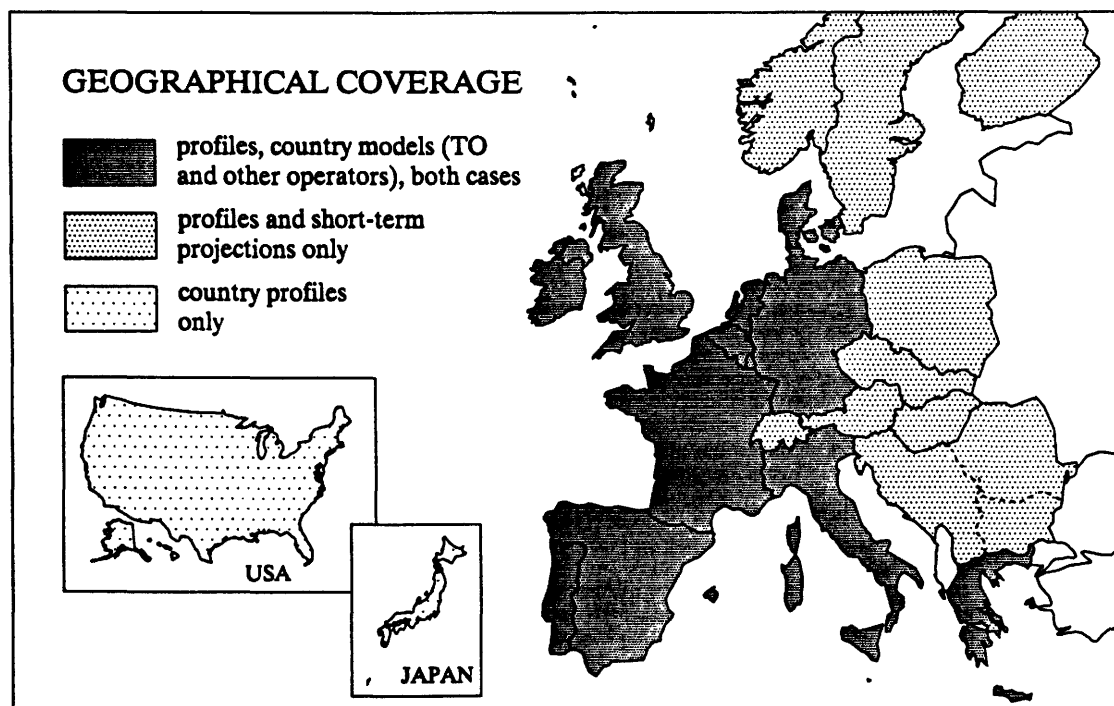 GEOGRAPHICAL COVERAGE
profiles, country models (TO
and other operators), both cases
profiles and short-term
projections only
country profiles
only
USA
JAPAN